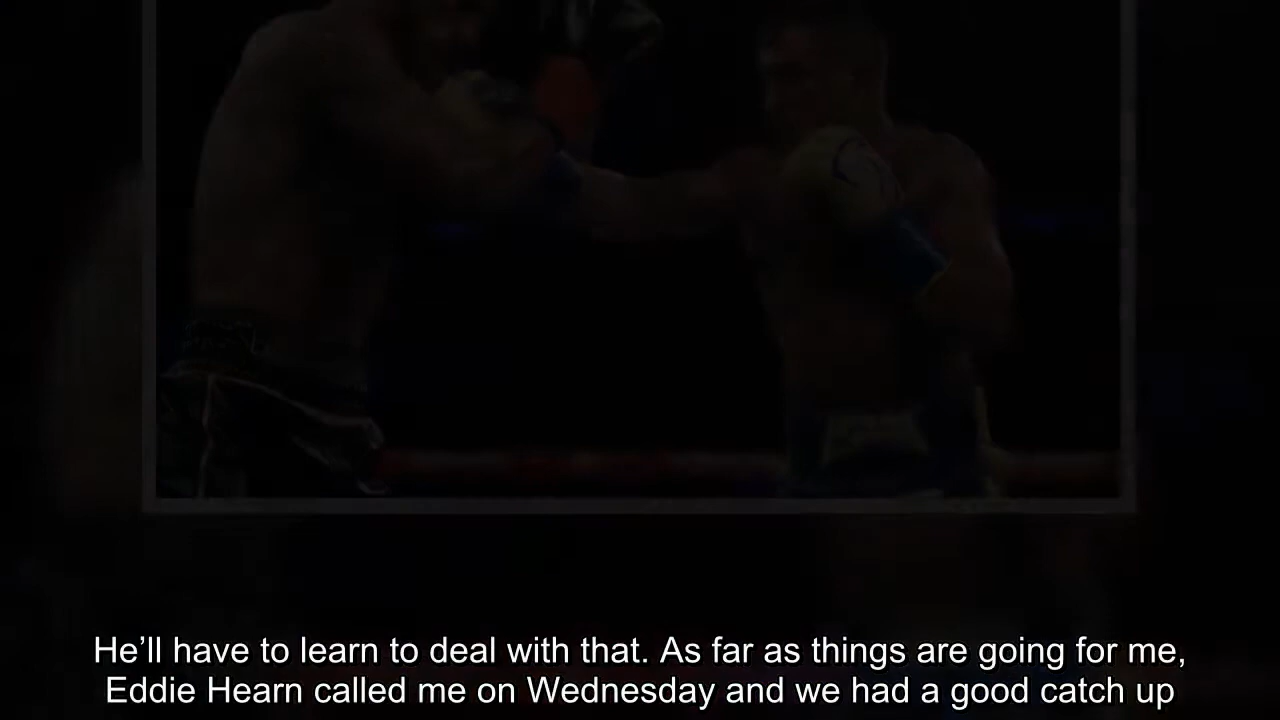 He’ll have to learn to deal with that. As far as things are going for me,
Eddie Hearn called me on Wednesday and we had a good catch up